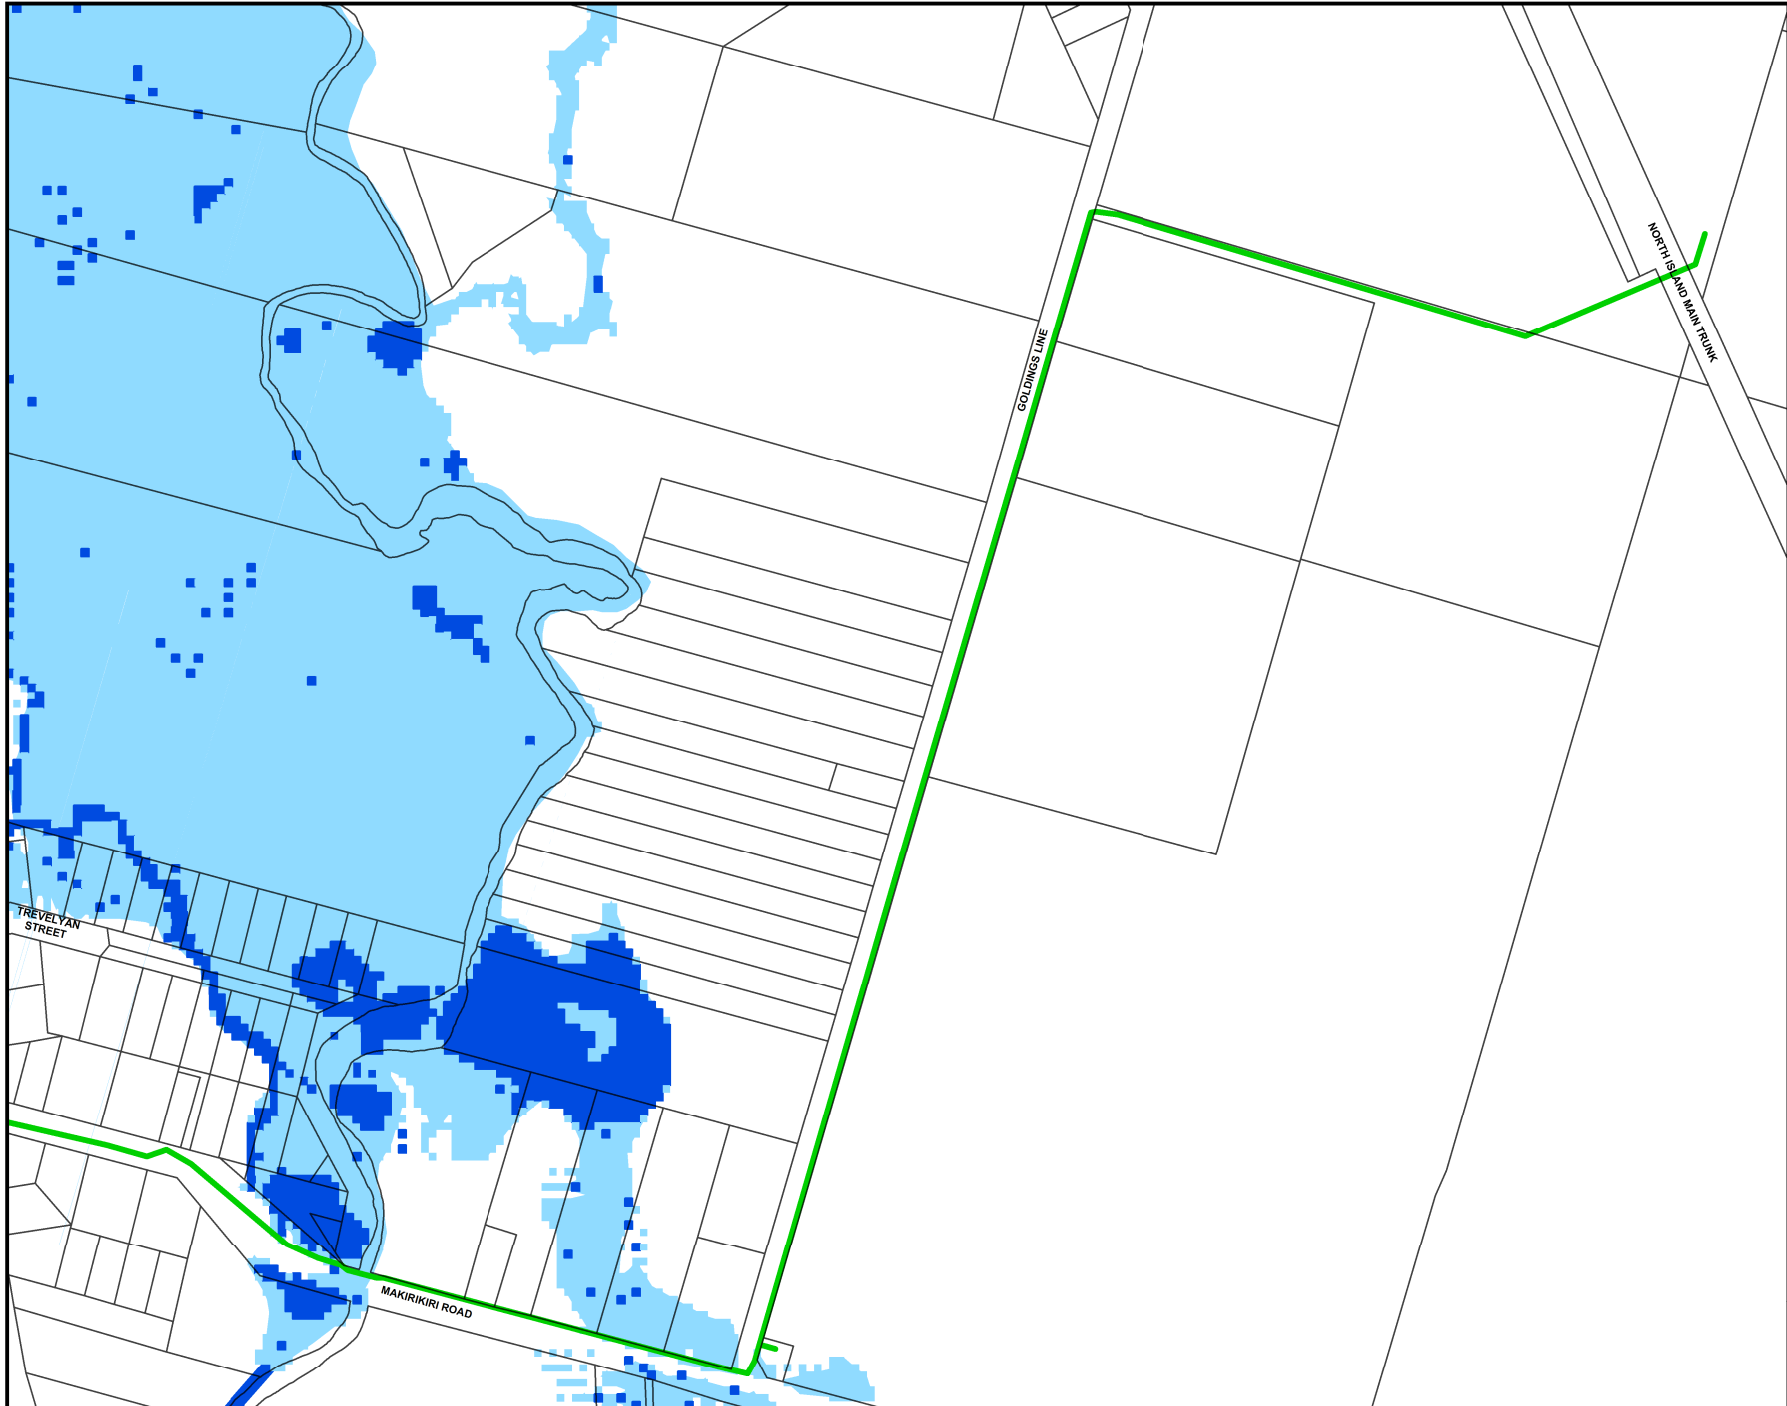 NORTH ISLAND MAIN TRUNK
GOLDINGS LINE
TREVELYAN
STREET
MAKIRIKIRI ROAD